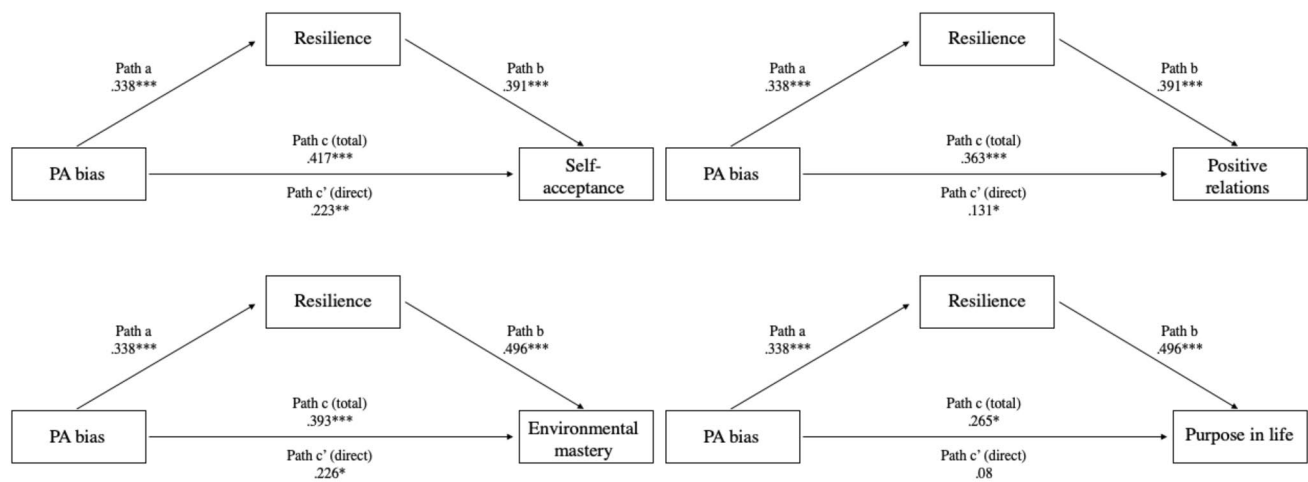 Resilience
Path a
.338***
Path b
.391***
PA bias
Path c (total)
.417***
Path c’ (direct)
.223**
Self-
acceptance
Resilience
Path a
.338***
Path b
.391***
PA bias
Path c (total)
.363***
Path c’ (direct)
.131*
Positive
relations
Resilience
Path a
.338***
Path b
.496***
PA bias
Path c (total)
.393***
Path c’ (direct)
.226*
Environmental
mastery
Resilience
Path a
.338***
Path b
.496***
PA bias
Path c (total)
.265*
Path c’ (direct)
.08
Purpose in life